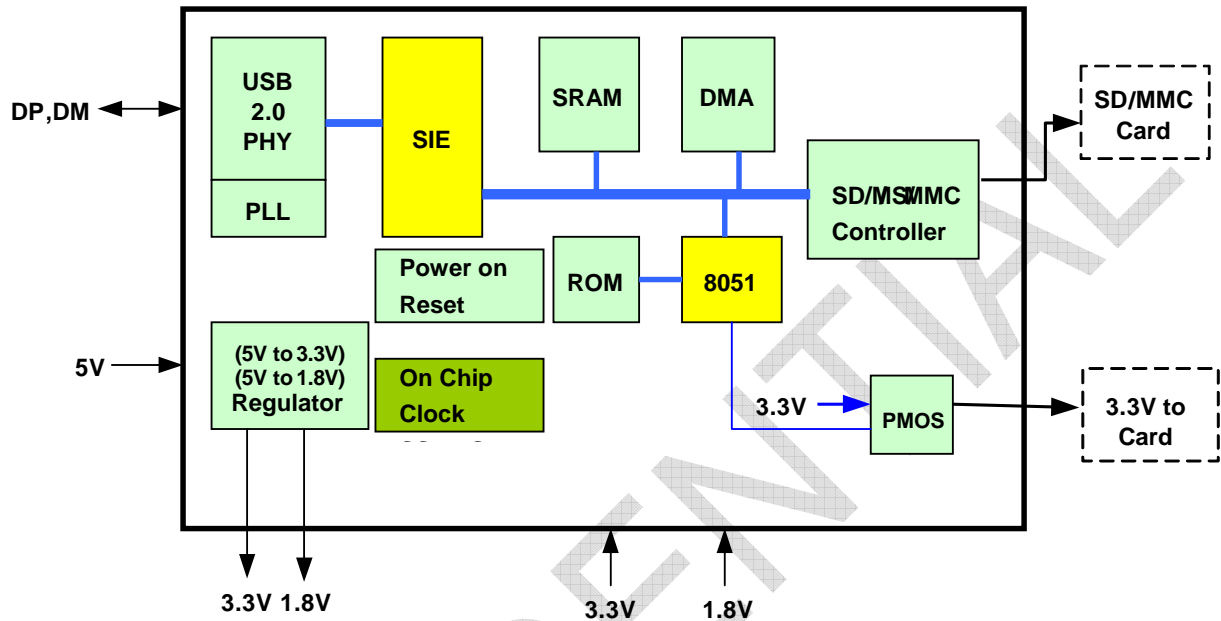 USB
2.0
PHY
PLL
DP,DM
SIE
SRAM
DMA
SD/MS/MMC
Controller
SD/MMC
Card
Power on
Reset
ROM
8051
5V
(5V to 3.3V)
(5V to 1.8V)
Regulator
On Chip
Clock
3.3V
PMOS
3.3V to
Card
3.3V 1.8V
3.3V
1.8V
ENTIAL